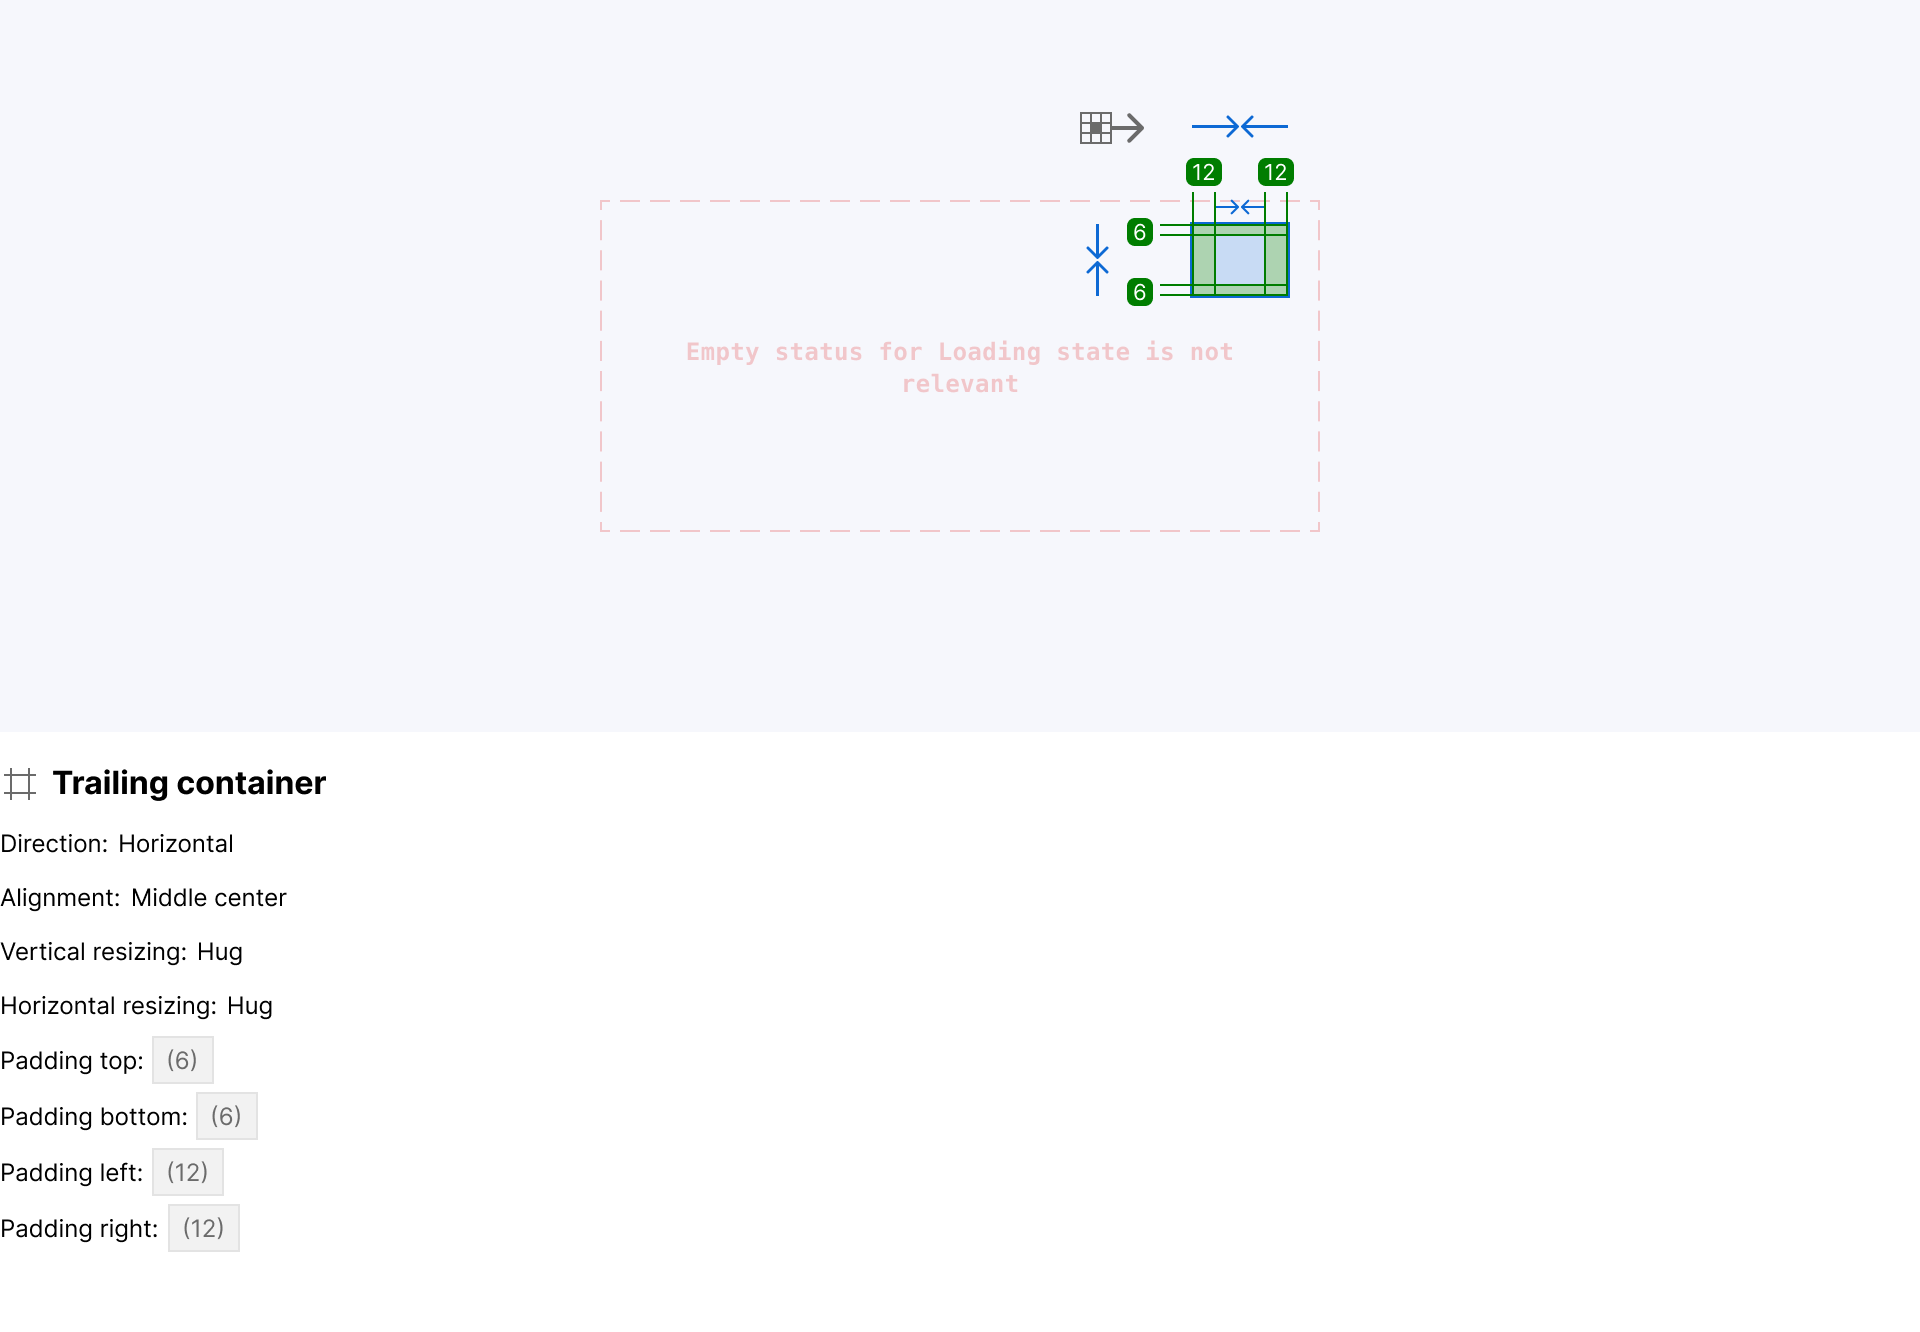 12 12
6
6
Empty status for Loading state is not
relevant
Trailing container
Direction: Horizontal
Alignment: Middle center
Vertical resizing: Hug
Horizontal resizing: Hug
Padding top: (6)
Padding bottom: (6)
Padding left: (12)
Padding right: (12)